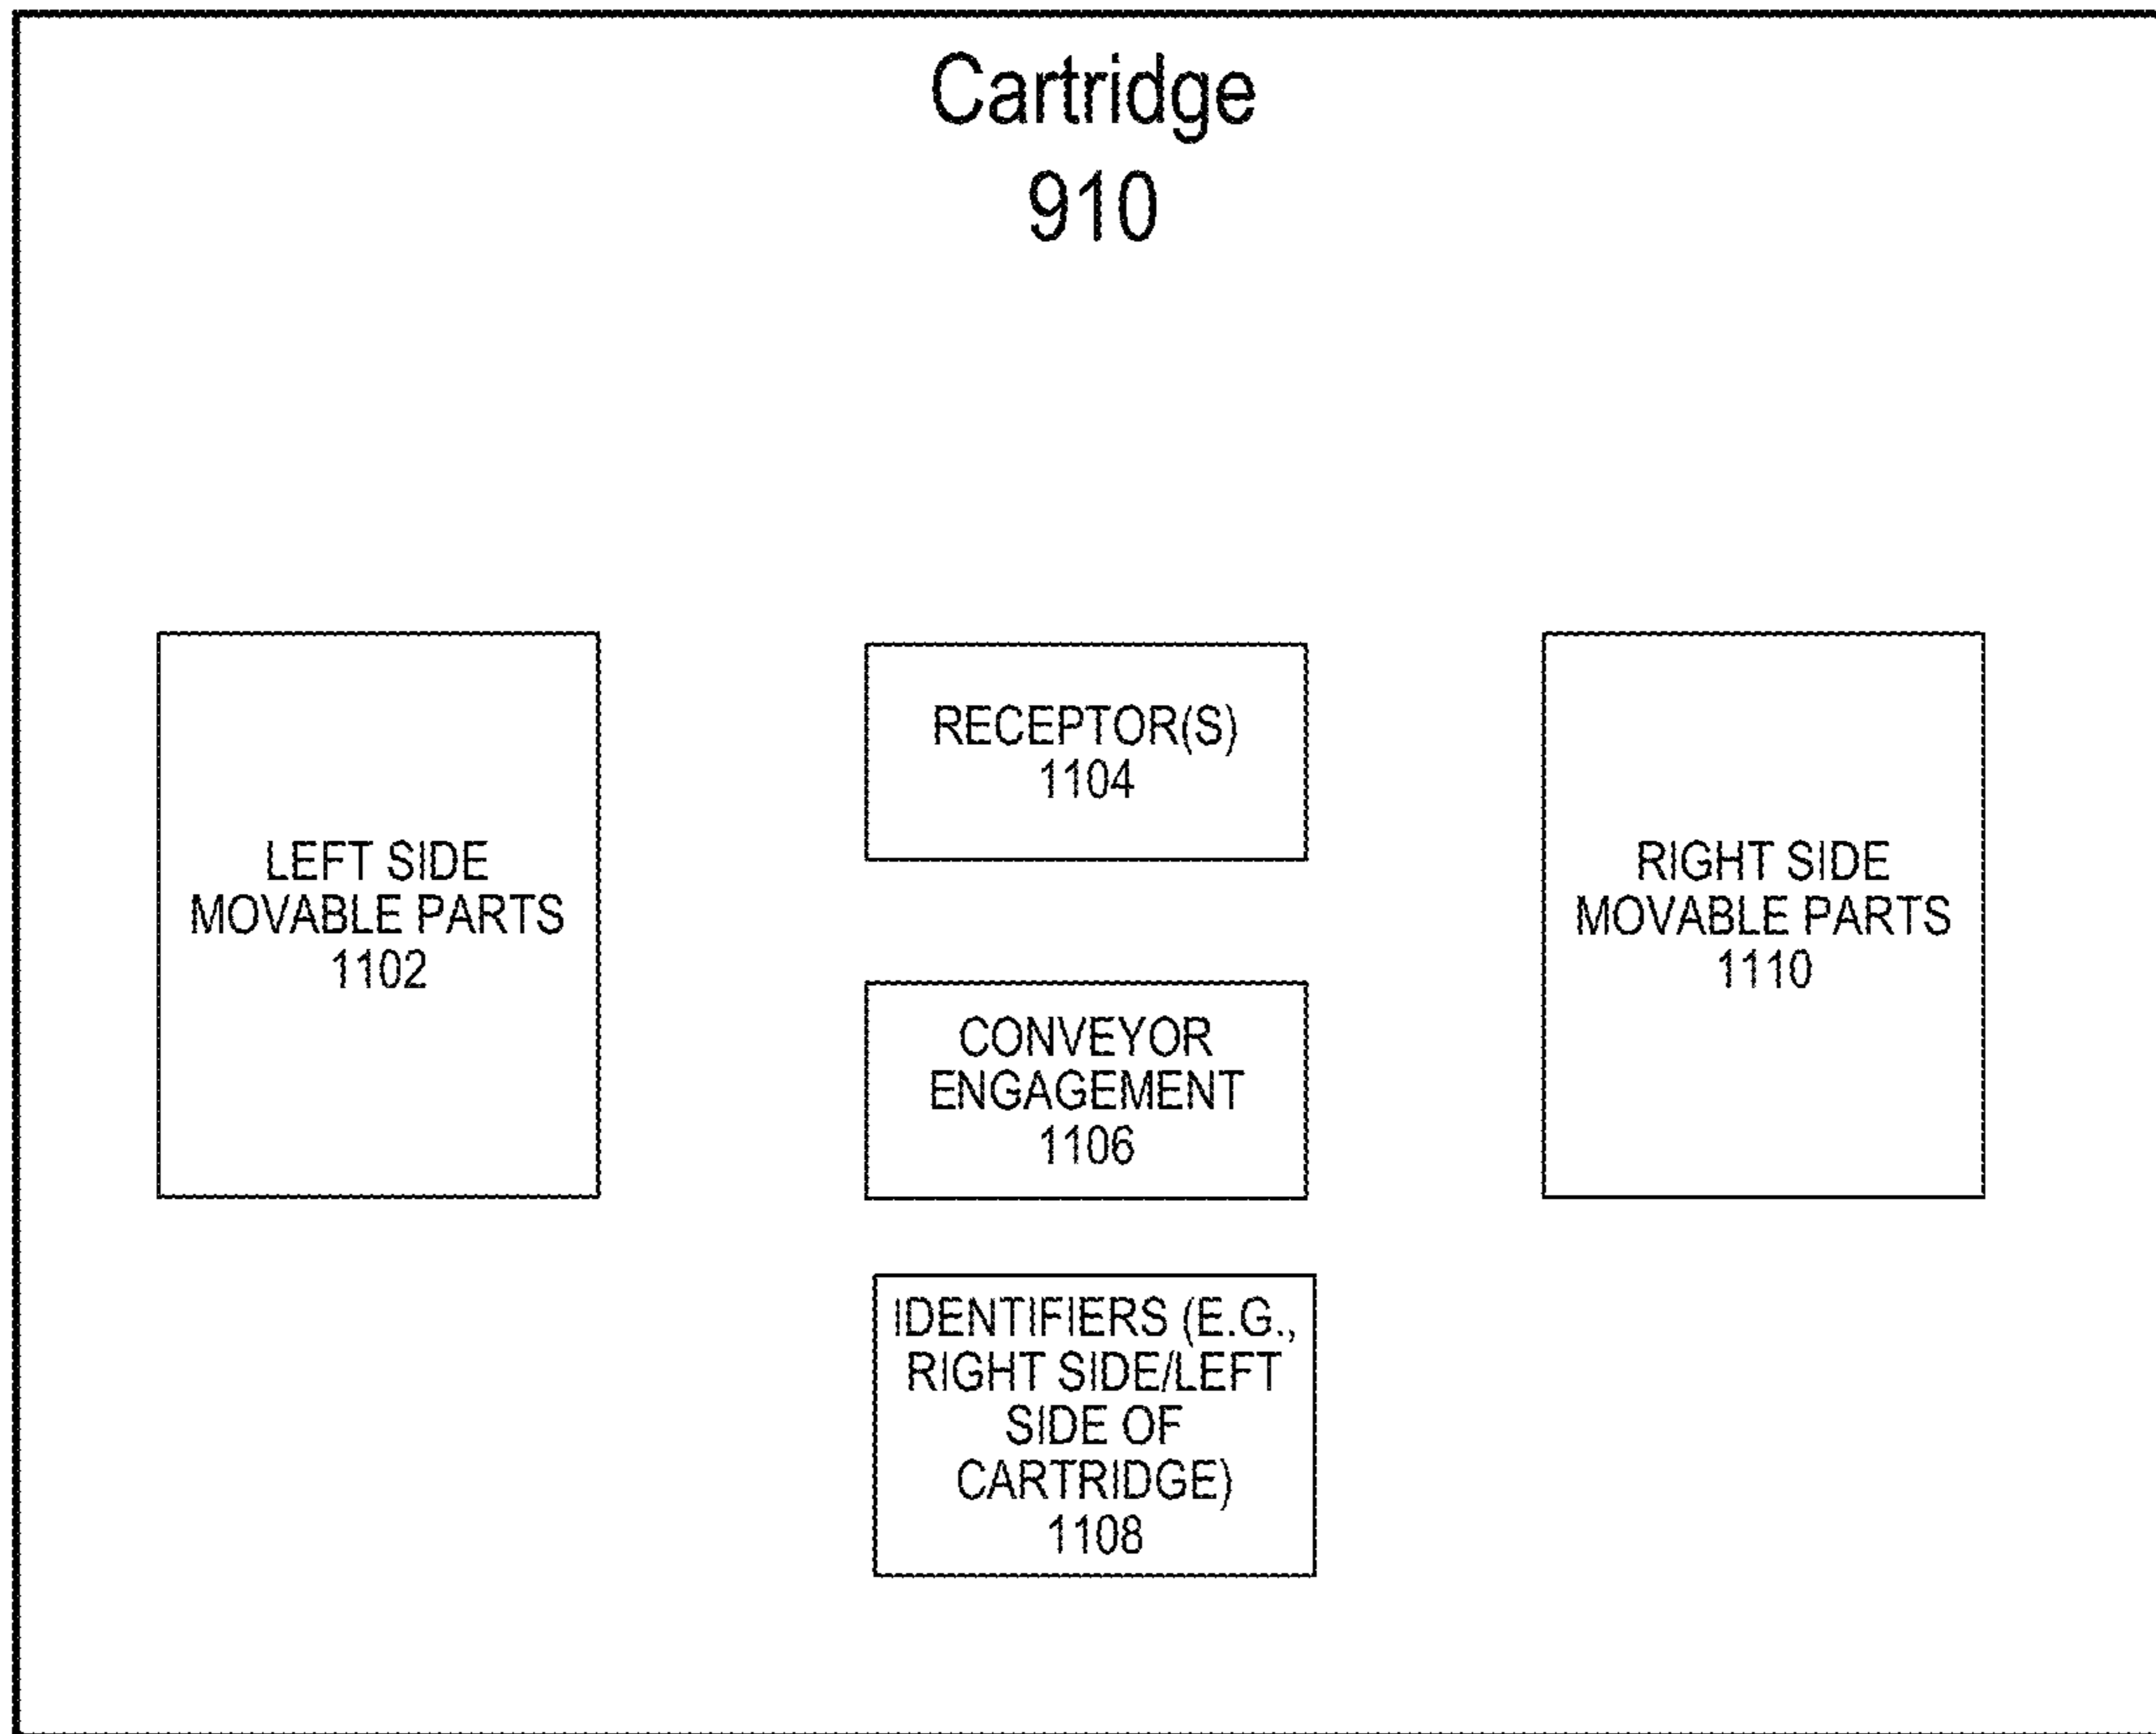 Cartridge
910
LEFT SIDE
MOVABLE PARTS
1102
RECEPTOR(S)
1104
CONVEYOR
ENGAGEMENT
1106
IDENTIFIERS (E.G.,
RIGHT SIDE/LEFT
SIDE OF
CARTRIDGE)
1108
RIGHT SIDE
MOVABLE PARTS
1110